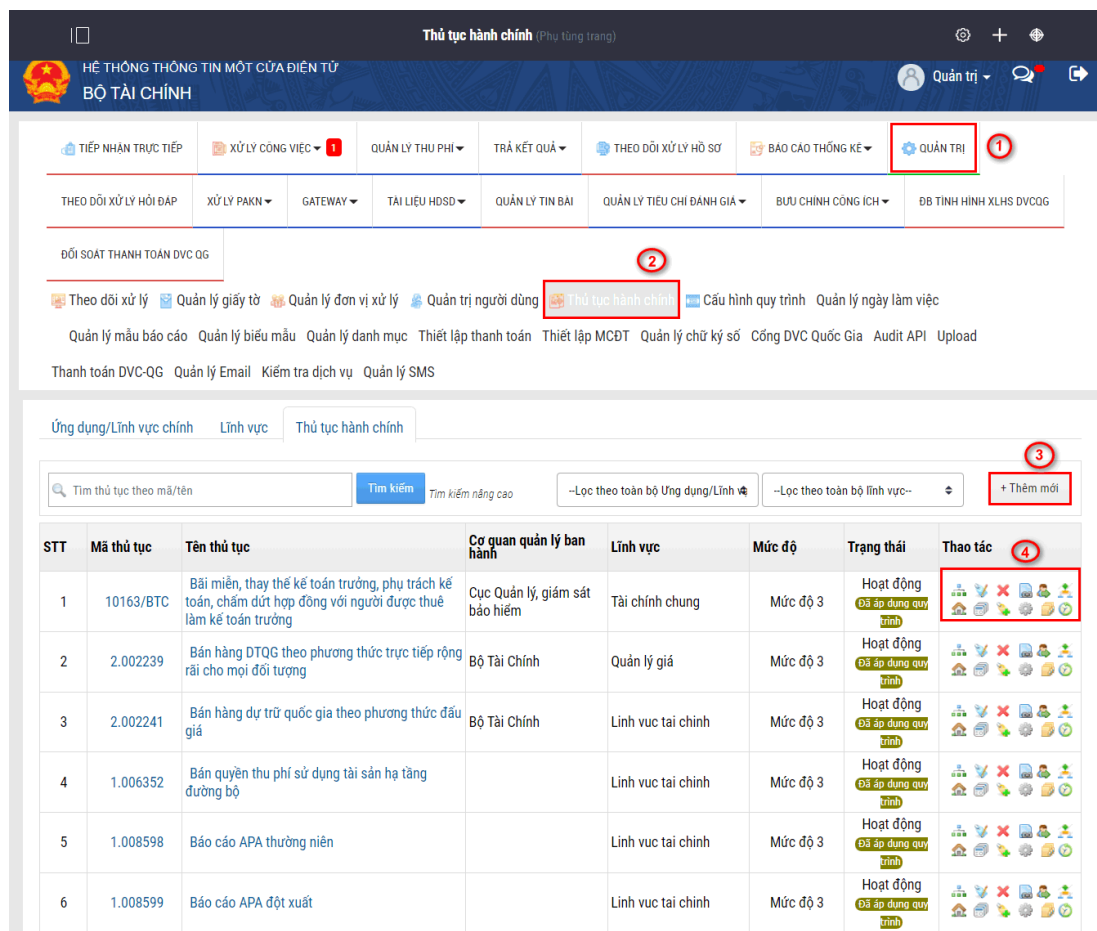 Thủ tục hành chính (Phụ tùng trang)
HỆ THỐNG THÔNG TIN MỘT CỬA ĐIỆN TỬ
BỘ TÀI CHÍNH
Quản trị
TIẾP NHẬN TRỰC TIẾP XỬ LÝ CÔNG VIỆC 1 QUẢN LÝ THU PHÍ TRẢ KẾT QUẢ THEO DÕI XỬ LÝ HỒ SƠ BÁO CÁO THỐNG KÊ QUẢN TRỊ 1
THEO DÕI XỬ LÝ HỎI ĐÁP XỬ LÝ PAKN GATEWAY TÀI LIỆU HDSD QUẢN LÝ TIN BÀI QUẢN LÝ TIÊU CHÍ ĐÁNH GIÁ BƯU CHÍNH CÔNG ÍCH ĐB TÌNH HÌNH XLHS DVCQG
ĐỐI SOÁT THANH TOÁN DVC QG
2
Theo dõi xử lý Quản lý giấy tờ Quản lý đơn vị xử lý Quản trị người dùng Thủ tục hành chính Cấu hình quy trình Quản lý ngày làm việc
Quản lý mẫu báo cáo Quản lý biểu mẫu Quản lý danh mục Thiết lập thanh toán Thiết lập MCĐT Quản lý chữ ký số Cổng DVC Quốc Gia Audit API Upload
Thanh toán DVC-QG Quản lý Email Kiểm tra dịch vụ Quản lý SMS
Ứng dụng/Lĩnh vực chính Lĩnh vực Thủ tục hành chính
3
Tìm thủ tục theo mã/tên Tìm kiếm Tìm kiếm nâng cao --Lọc theo toàn bộ Ứng dụng/Lĩnh --Lọc theo toàn bộ lĩnh vực-- + Thêm mới
STT Mã thủ tục Tên thủ tục Cơ quan quản lý ban hành Lĩnh vực Mức độ Trạng thái Thao tác 4
1 10163/BTC Bãi miễn, thay thế kế toán trưởng, phụ trách kế toán, chấm dứt hợp đồng với người được thuê làm kế toán trưởng Cục Quản lý, giám sát bảo hiểm Tài chính chung Mức độ 3 Hoạt động Đã áp dụng quy trình
2 2.002239 Bán hàng DTQG theo phương thức trực tiếp rộng rãi cho mọi đối tượng Bộ Tài Chính Quản lý giá Mức độ 3 Hoạt động Đã áp dụng quy trình
3 2.002241 Bán hàng dự trữ quốc gia theo phương thức đấu giá Bộ Tài Chính Linh vuc tai chinh Mức độ 3 Hoạt động Đã áp dụng quy trình
4 1.006352 Bán quyền thu phí sử dụng tài sản hạ tầng đường bộ Linh vuc tai chinh Mức độ 3 Hoạt động Đã áp dụng quy trình
5 1.008598 Báo cáo APA thường niên Linh vuc tai chinh Mức độ 3 Hoạt động Đã áp dụng quy trình
6 1.008599 Báo cáo APA đột xuất Linh vuc tai chinh Mức độ 3 Hoạt động Đã áp dụng quy trình